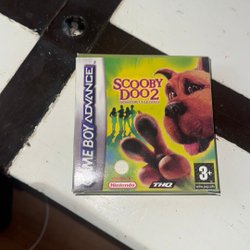 GAME BOY ADVANCE
SCOOBY
DOO 2
Nintendo
THQ
3+